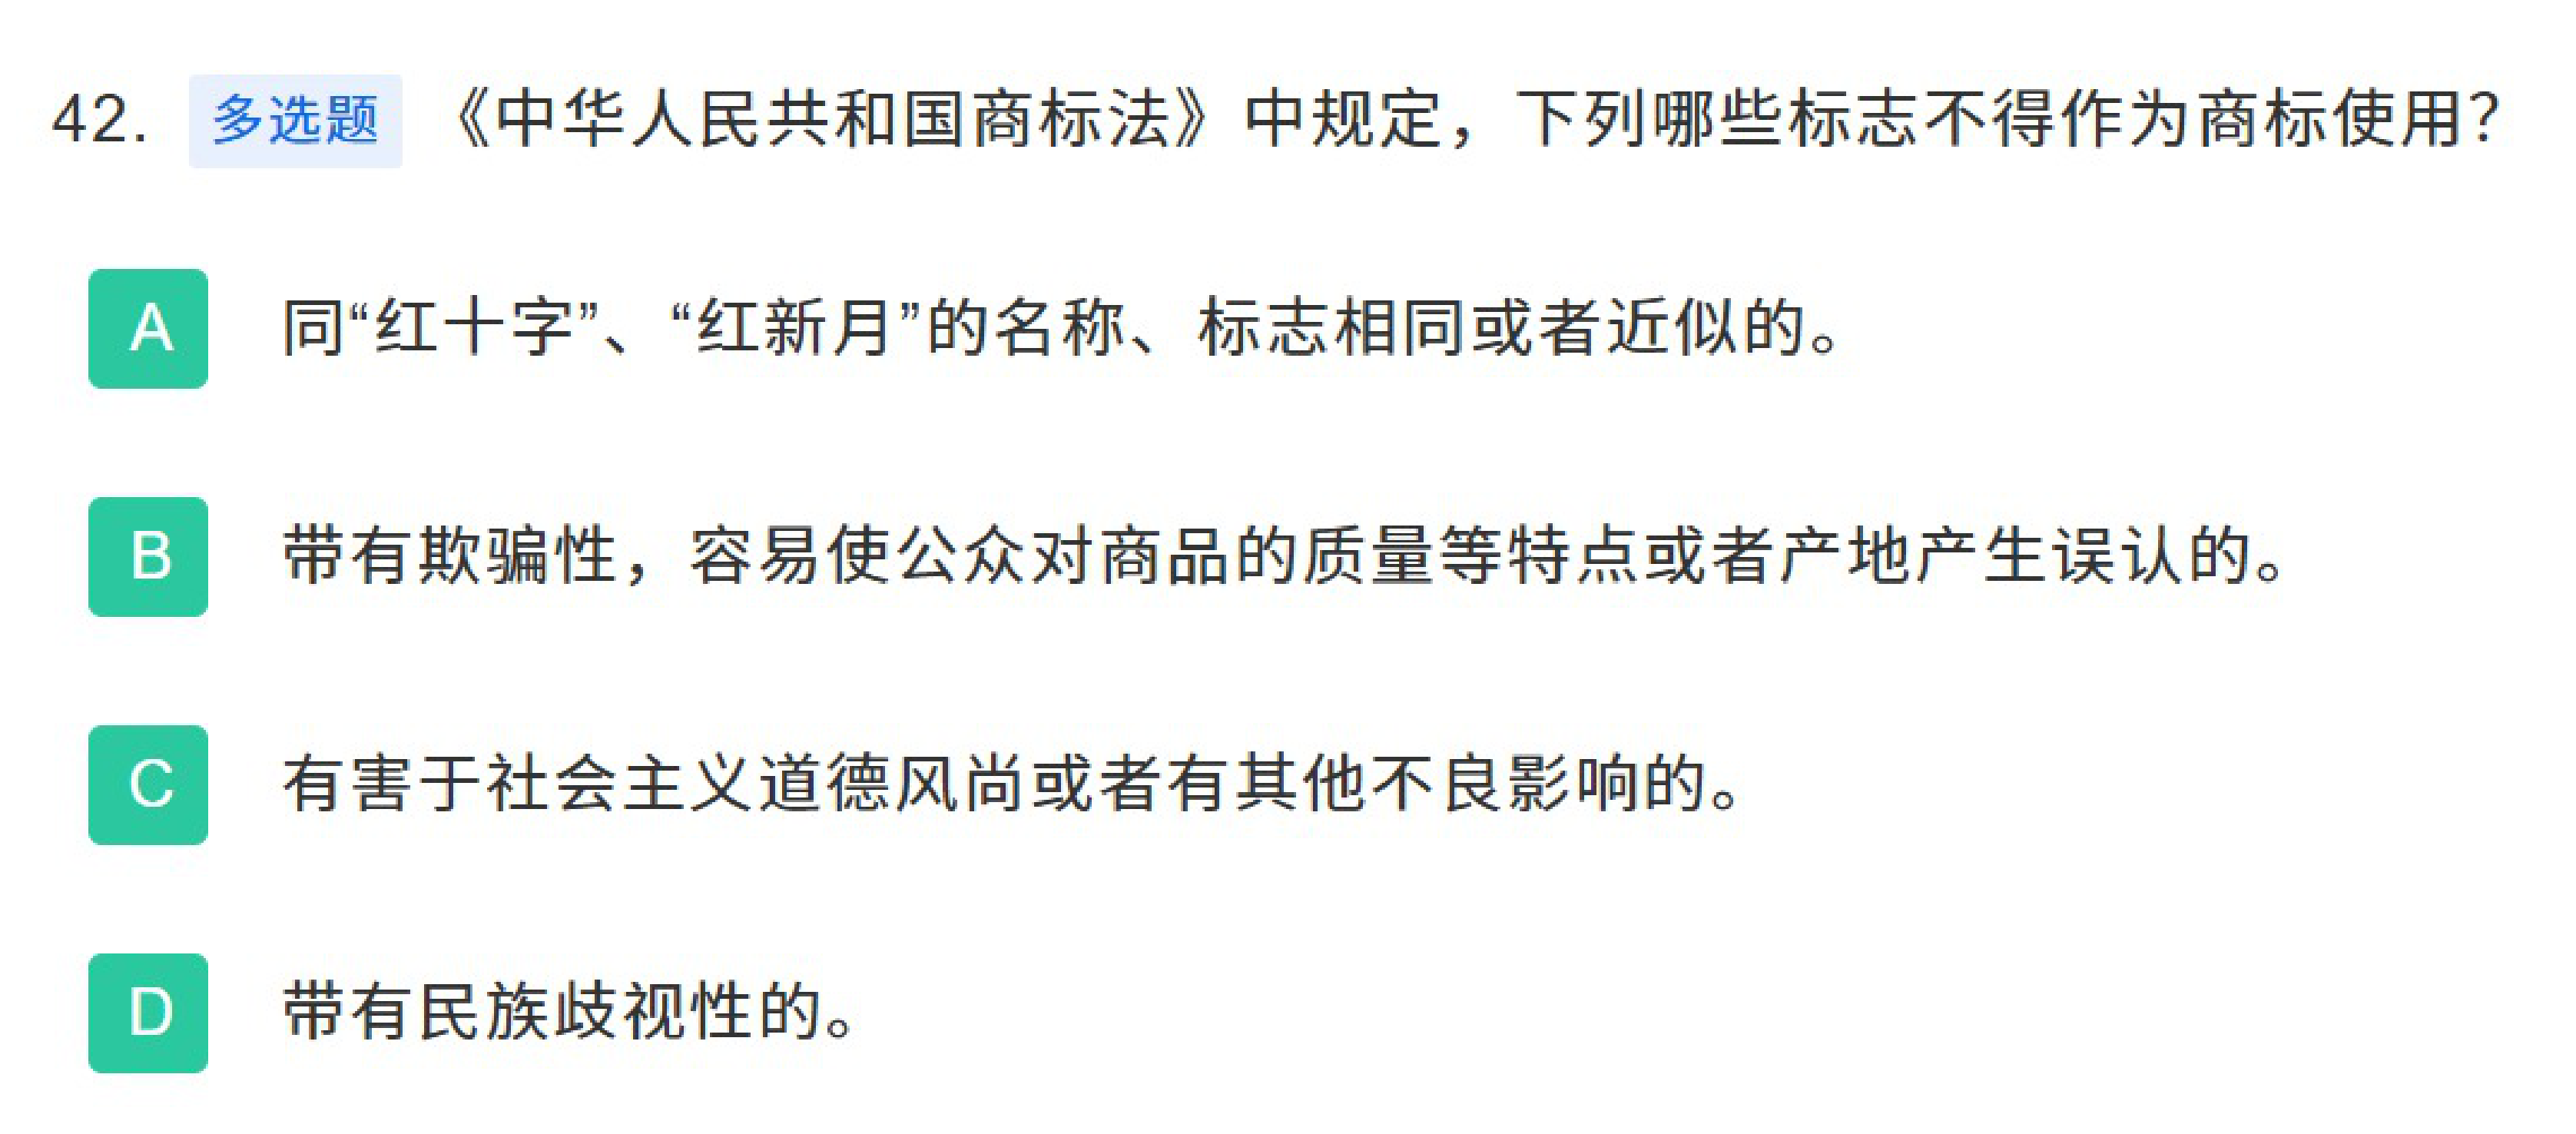 42. 多选题 《中华人民共和国商标法》中规定，下列哪些标志不得作为商标使用？
A 同“红十字”、“红新月”的名称、标志相同或者近似的。
B 带有欺骗性，容易使公众对商品的质量等特点或者产地产生误认的。
C 有害于社会主义道德风尚或者有其他不良影响的。
D 带有民族歧视性的。